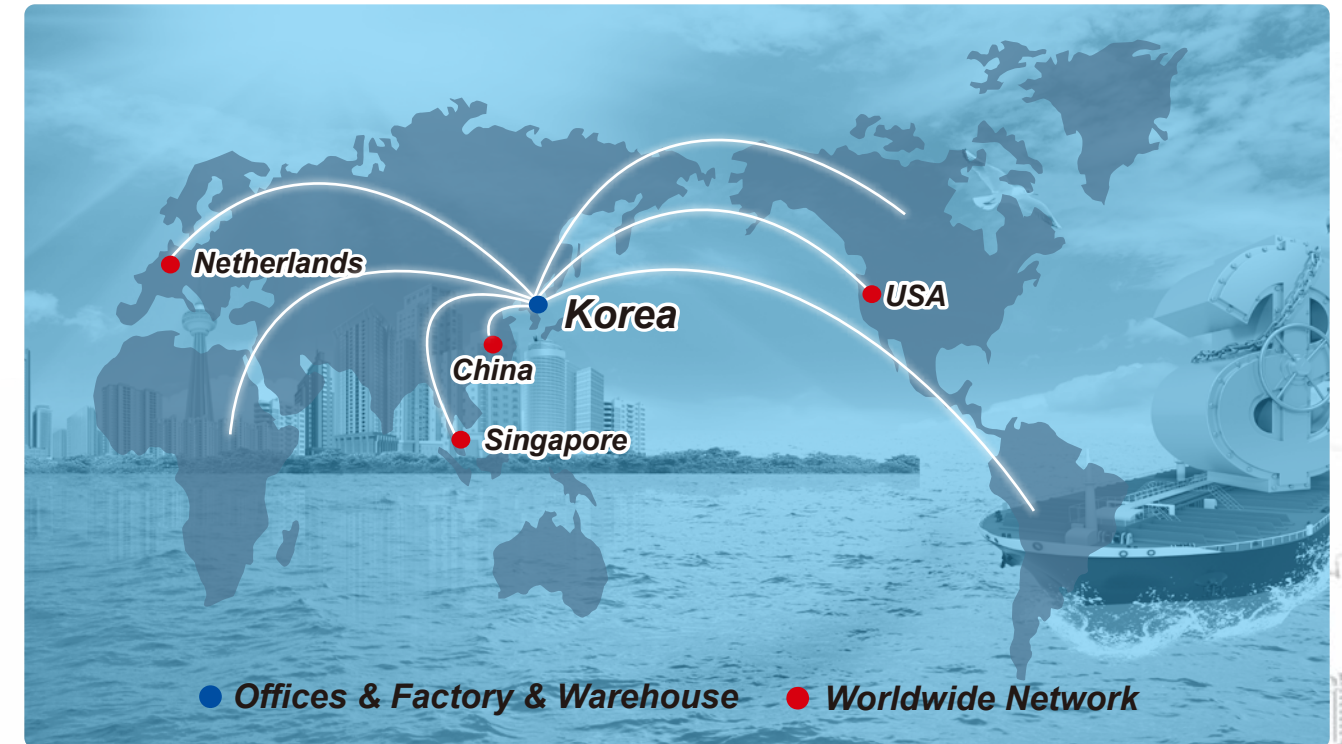 Netherlands
Korea
USA
China
Singapore
Offices & Factory & Warehouse
Worldwide Network